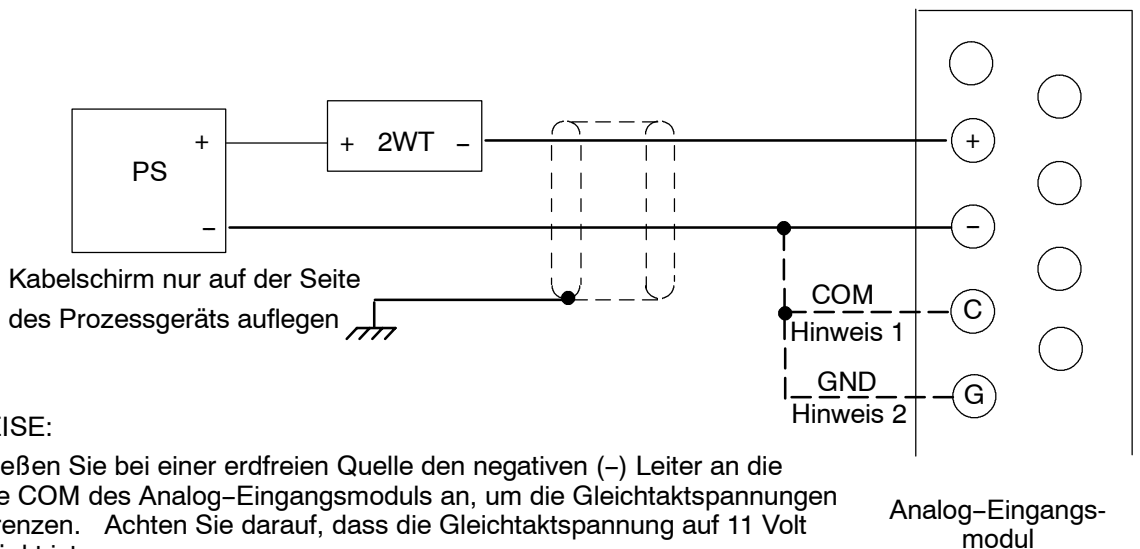 PS
+
−
+ 2WT −
+
−
COM
Hinweis 1
C
GND
Hinweis 2
G
Kabelschirm nur auf der Seite
des Prozessgeräts auflegen
EISE:
eßen Sie bei einer erdfreien Quelle den negativen (−) Leiter an die
e COM des Analog−Eingangsmoduls an, um die Gleichtaktspannungen
renzen. Achten Sie darauf, dass die Gleichtaktspannung auf 11 Volt
Analog−Eingangs-
modul